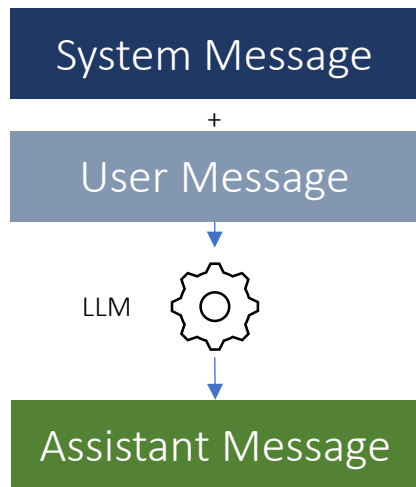 System Message
+
User Message
LLM
Assistant Message